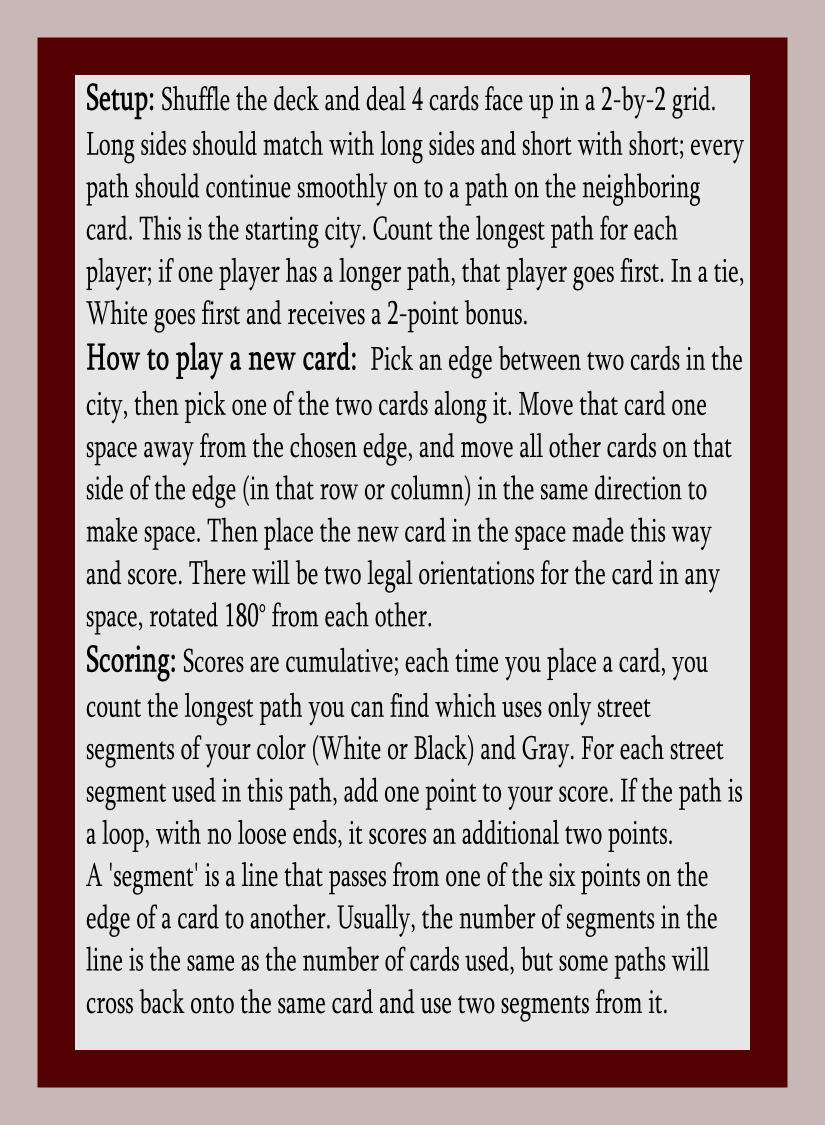 Setup: Shuffle the deck and deal 4 cards face up in a 2-by-2 grid.
Long sides should match with long sides and short with short; every
path should continue smoothly on to a path on the neighboring
card. This is the starting city. Count the longest path for each
player; if one player has a longer path, that player goes first. In a tie,
White goes first and receives a 2-point bonus.
How to play a new card: Pick an edge between two cards in the
city, then pick one of the two cards along it. Move that card one
space away from the chosen edge, and move all other cards on that
side of the edge (in that row or column) in the same direction to
make space. Then place the new card in the space made this way
and score. There will be two legal orientations for the card in any
space, rotated 180° from each other.
Scoring: Scores are cumulative; each time you place a card, you
count the longest path you can find which uses only street
segments of your color (White or Black) and Gray. For each street
segment used in this path, add one point to your score. If the path is
a loop, with no loose ends, it scores an additional two points.
A 'segment' is a line that passes from one of the six points on the
edge of a card to another. Usually, the number of segments in the
line is the same as the number of cards used, but some paths will
cross back onto the same card and use two segments from it.